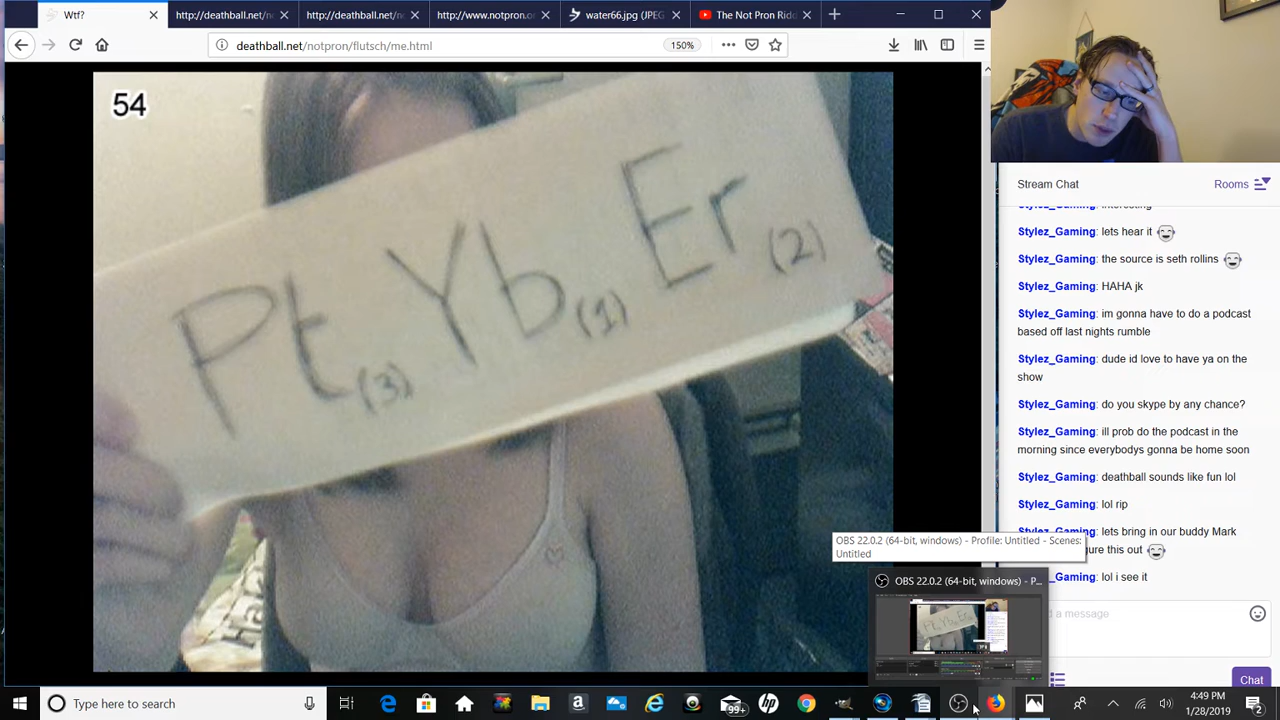 Wtf?
http://deathball.net/n
http://deathball.net/nc
http://www.notpron.o
water66.jpg (JPEG
The Not Pron Rid
deathball.net/notpron/flutsch/me.html
150%
54
Pt (3) Yb (1) Er (2)
Stream Chat
Rooms
Stylez_Gaming: interesting
Stylez_Gaming: lets hear it
Stylez_Gaming: the source is seth rollins
Stylez_Gaming: HAHA jk
Stylez_Gaming: im gonna have to do a podcast
based off last nights rumble
Stylez_Gaming: dude id love to have ya on the
show
Stylez_Gaming: do you skype by any chance?
Stylez_Gaming: ill prob do the podcast in the
morning since everybodys gonna be home soon
Stylez_Gaming: deathball sounds like fun lol
Stylez_Gaming: lol rip
Stylez_Gaming: lets bring in our buddy Mark
gure this out
_Gaming: lol i see it
OBS 22.0.2 (64-bit, windows) - Profile: Untitled - Scenes:
Untitled
OBS 22.0.2 (64-bit, windows) - P...
d a message
Chat
Type here to search
99+
4:49 PM
1/28/2019